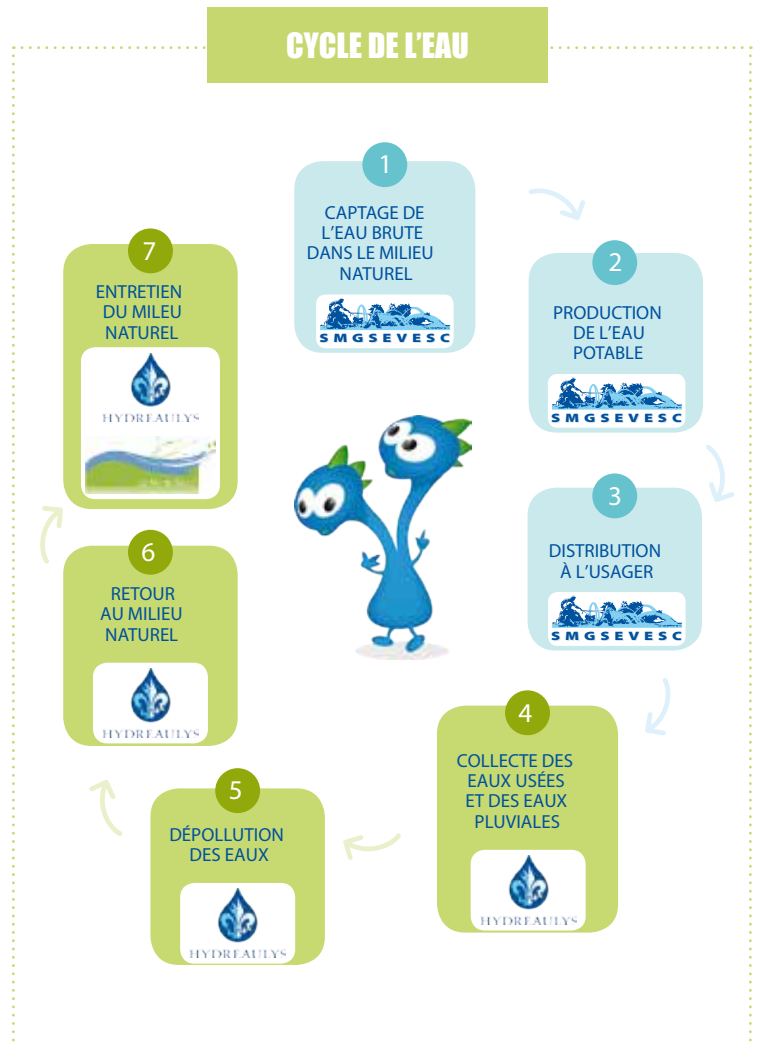 CYCLE DE L'EAU
1
CAPTAGE DE
L'EAU BRUTE
DANS LE MILIEU
NATUREL
SMGSEVESC
2
PRODUCTION
DE L'EAU
POTABLE
SMGSEVESC
3
DISTRIBUTION
À L'USAGER
SMGSEVESC
4
COLLECTE DES
EAUX USÉES
ET DES EAUX
PLUVIALES
HYDREAULYS
5
DÉPOLLUTION
DES EAUX
HYDREAULYS
6
RETOUR
AU MILIEU
NATUREL
HYDREAULYS
7
ENTRETIEN
DU MILEU
NATUREL
HYDREAULYS